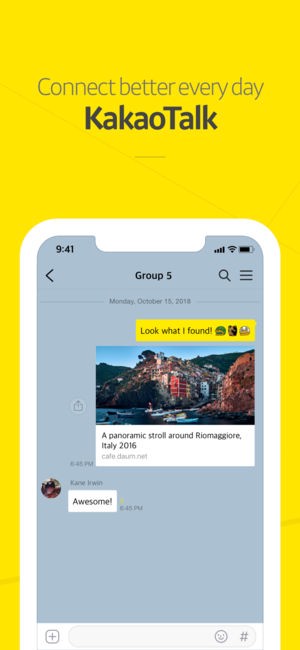 Connect better every day
KakaoTalk
9:41
Group 5
Monday, October 15, 2018
Look what I found!
A panoramic stroll around Riomaggiore,
Italy 2016
cafe.daum.net
6:45 PM
Kane Irwin
Awesome!
6:45 PM
#